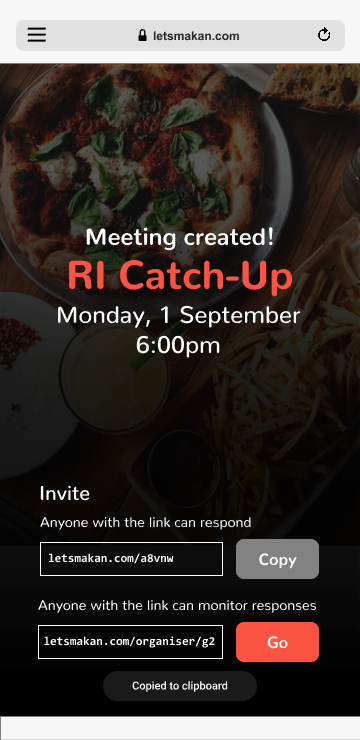 letsmakan.com
Meeting created!
RI Catch-Up
Monday, 1 September
6:00pm
Invite
Anyone with the link can respond
letsmakan.com/a8vnw
Copy
Anyone with the link can monitor responses
letsmakan.com/organiser/g2
Go
Copied to clipboard